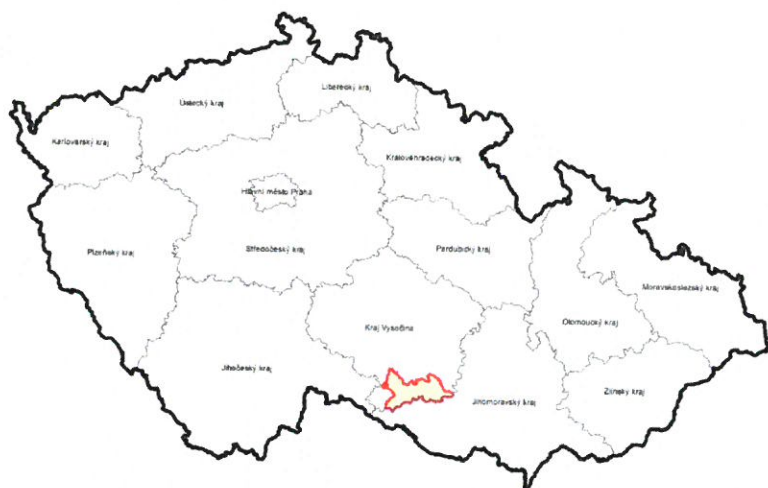 Liberecký kraj
Ústecký kraj
Karlovarský kraj
Královéhradecký kraj
Hlavní město Praha
Plzeňský kraj
Středočeský kraj
Pardubický kraj
Moravskoslezský kraj
Olomoucký kraj
Kraj Vysočina
Jihočeský kraj
Zlínský kraj
Jihomoravský kraj